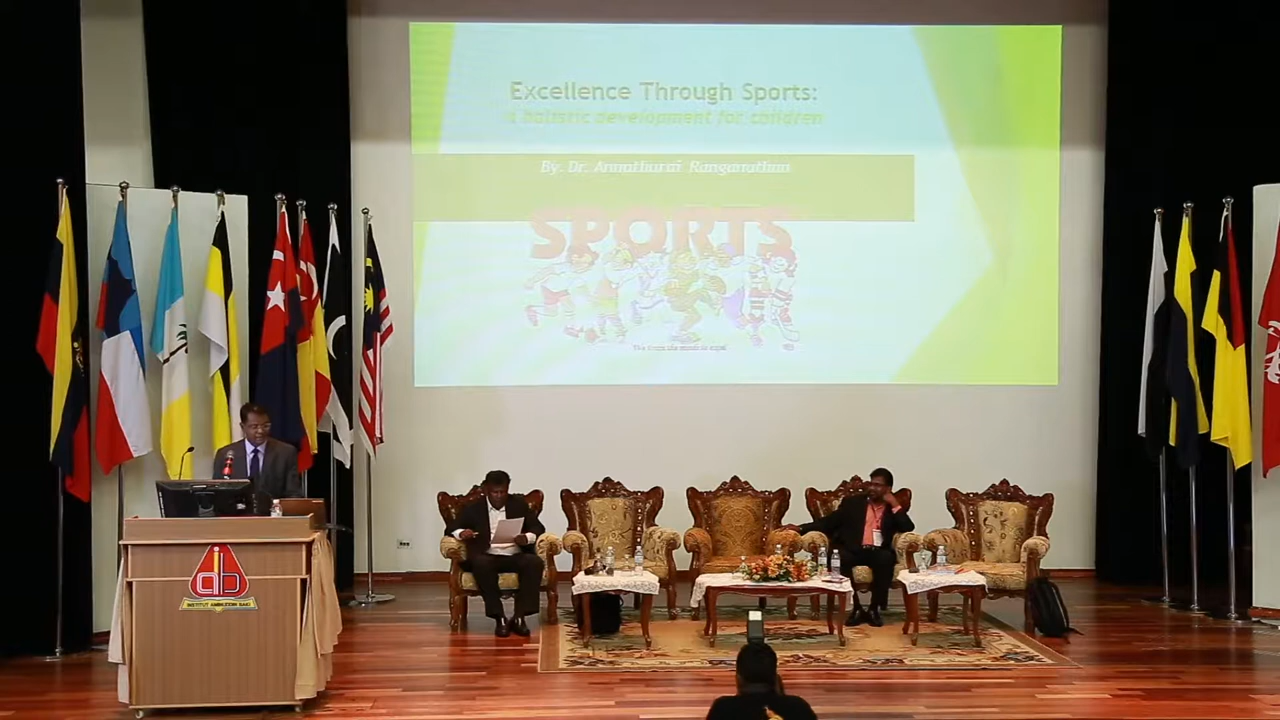 Excellence Through Sports:
A holistic development for children
By: Dr. Annathurai Ranganathan
SPORTS
INSTITUT AMINUDDIN BAKI